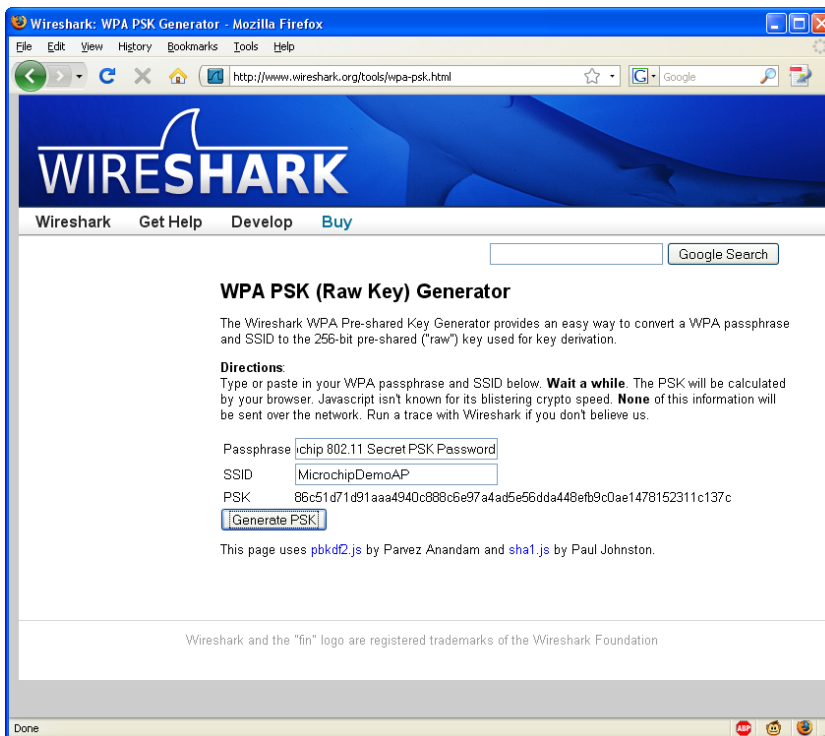 Wireshark: WPA PSK Generator - Mozilla Firefox
File Edit View History Bookmarks Tools Help
http://www.wireshark.org/tools/wpa-psk.html
G Google
WIRESHARK
Wireshark Get Help Develop Buy
Google Search
WPA PSK (Raw Key) Generator
The Wireshark WPA Pre-shared Key Generator provides an easy way to convert a WPA passphrase
and SSID to the 256-bit pre-shared ("raw") key used for key derivation.
Directions:
Type or paste in your WPA passphrase and SSID below. Wait a while. The PSK will be calculated
by your browser. Javascript isn't known for its blistering crypto speed. None of this information will
be sent over the network. Run a trace with Wireshark if you don't believe us.
Passphrase chip 802.11 Secret PSK Password
SSID MicrochipDemoAP
PSK 86c51d71d91aaa4940c888c6e97a4ad5e56dda448efb9c0ae1478152311c137c
Generate PSK
This page uses pbkdf2.js by Parvez Anandam and sha1.js by Paul Johnston.
Wireshark and the "fin" logo are registered trademarks of the Wireshark Foundation
Done
ABP